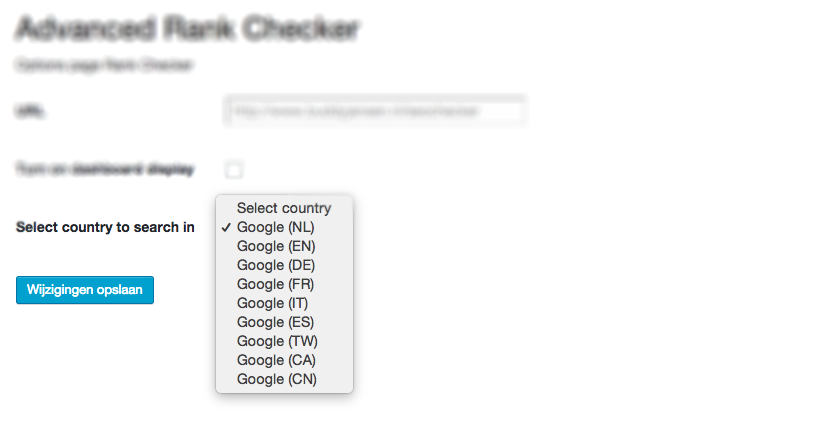 Advanced Rank Checker
Options page Rank Checker
URL
Turn on dashboard display
Select country to search in
Select country
✓ Google (NL)
Google (EN)
Google (DE)
Google (FR)
Google (IT)
Google (ES)
Google (TW)
Google (CA)
Google (CN)
Wijzigingen opslaan